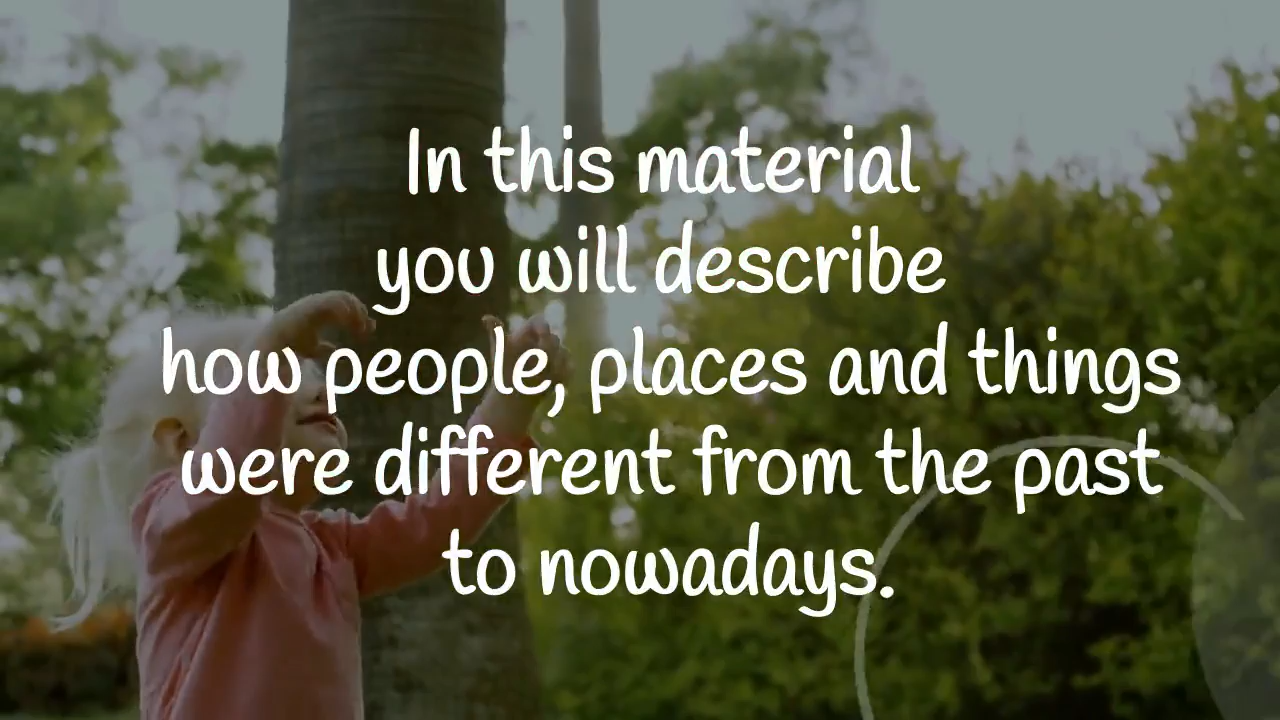 In this material
you will describe
how people, places and things
were different from the past
to nowadays.